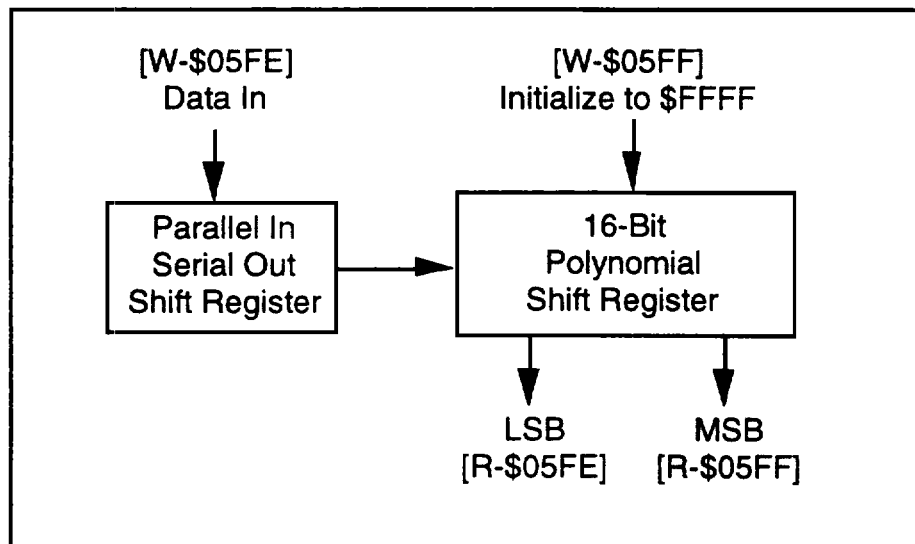 [W-$05FE]
Data In
[W-$05FF]
Initialize to $FFFF
Parallel In
Serial Out
Shift Register
16-Bit
Polynomial
Shift Register
LSB
[R-$05FE]
MSB
[R-$05FF]